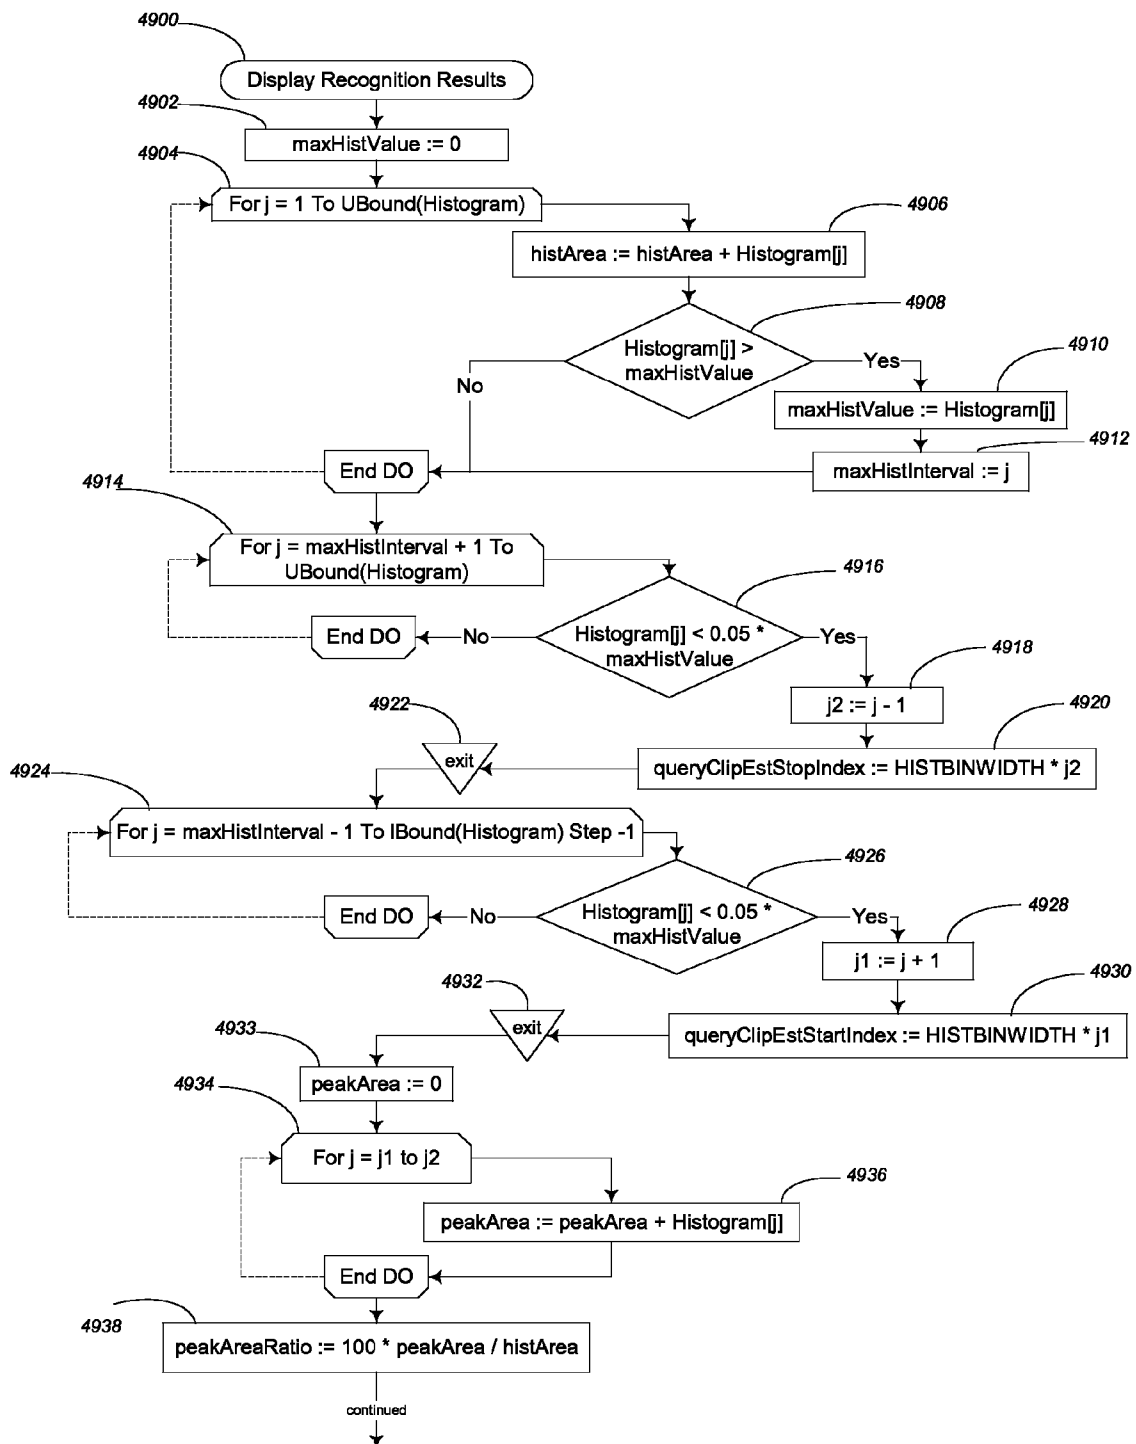 4900
Display Recognition Results
4902
maxHistValue := 0
4904
For j = 1 To UBound(Histogram)
4906
histArea := histArea + Histogram[j]
4908
Histogram[j] >
maxHistValue
Yes
No
4910
maxHistValue := Histogram[j]
4912
End DO
maxHistInterval := j
4914
For j = maxHistInterval + 1 To
UBound(Histogram)
4916
Histogram[j] < 0.05 *
maxHistValue
Yes
No
End DO
4918
j2 := j - 1
4920
queryClipEstStopIndex := HISTBINWIDTH * j2
4922
exit
4924
For j = maxHistInterval - 1 To lBound(Histogram) Step -1
4926
Histogram[j] < 0.05 *
maxHistValue
Yes
No
End DO
4928
j1 := j + 1
4930
queryClipEstStartIndex := HISTBINWIDTH * j1
4932
exit
4933
peakArea := 0
4934
For j = j1 to j2
4936
peakArea := peakArea + Histogram[j]
End DO
4938
peakAreaRatio := 100 * peakArea / histArea
continued